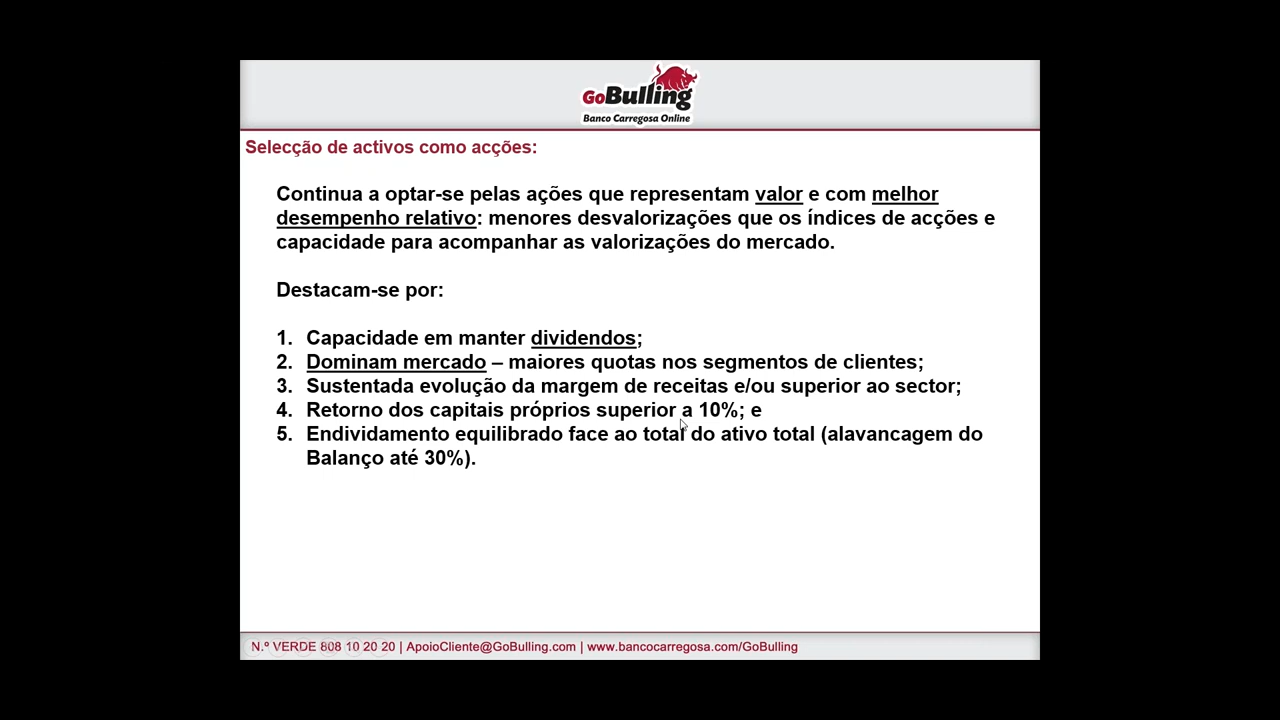 GoBulling
Banco Carregosa Online
Selecção de activos como acções:
Continua a optar-se pelas ações que representam valor e com melhor
desempenho relativo: menores desvalorizações que os índices de acções e
capacidade para acompanhar as valorizações do mercado.
Destacam-se por:
1. Capacidade em manter dividendos;
2. Dominam mercado – maiores quotas nos segmentos de clientes;
3. Sustentada evolução da margem de receitas e/ou superior ao sector;
4. Retorno dos capitais próprios superior a 10%; e
5. Endividamento equilibrado face ao total do ativo total (alavancagem do
Balanço até 30%).
N.º VERDE 808 10 20 20 | ApoioCliente@GoBulling.com | www.bancocarregosa.com/GoBulling